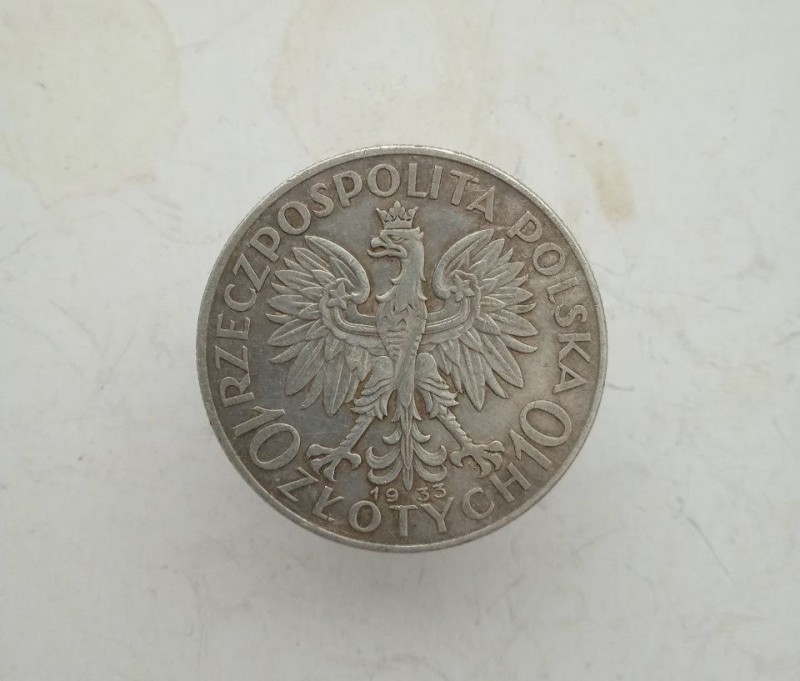 RZECZPOSPOLITA POLSKA
10 ZŁOTYCH 10
1933